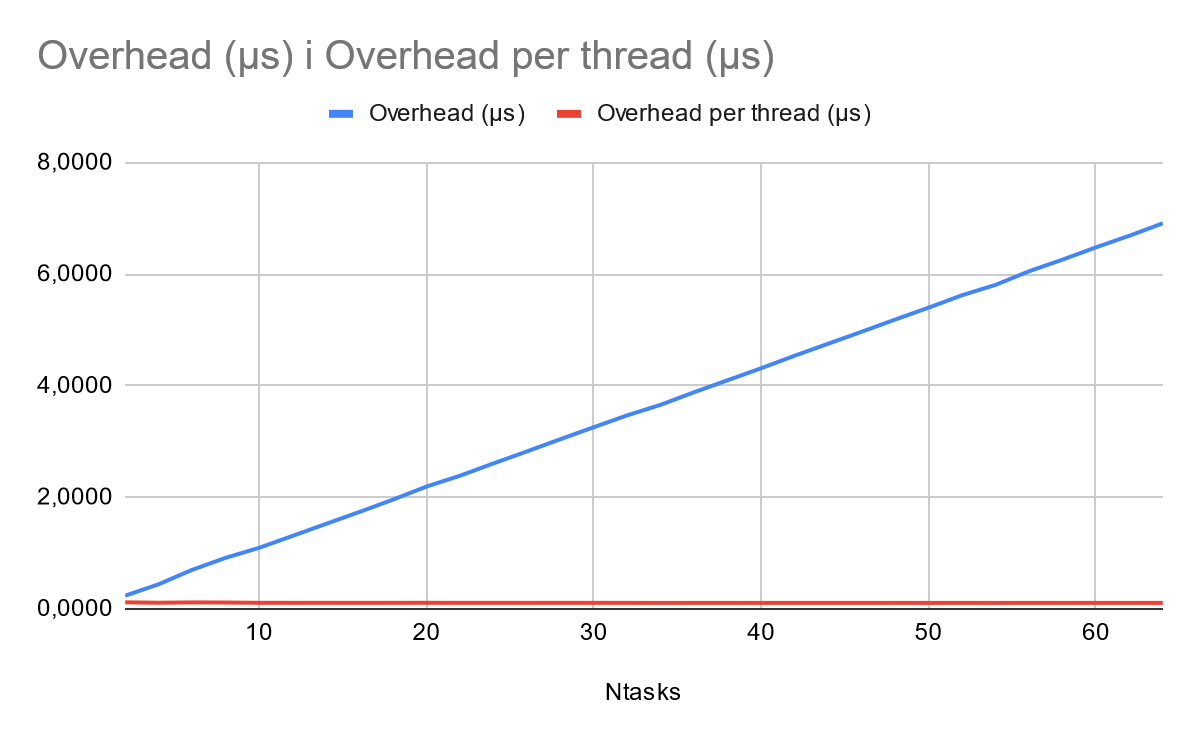 Overhead (µs) i Overhead per thread (µs)
Overhead (µs) Overhead per thread (µs)
8,0000
6,0000
4,0000
2,0000
0,0000
10 20 30 40 50 60
Ntasks